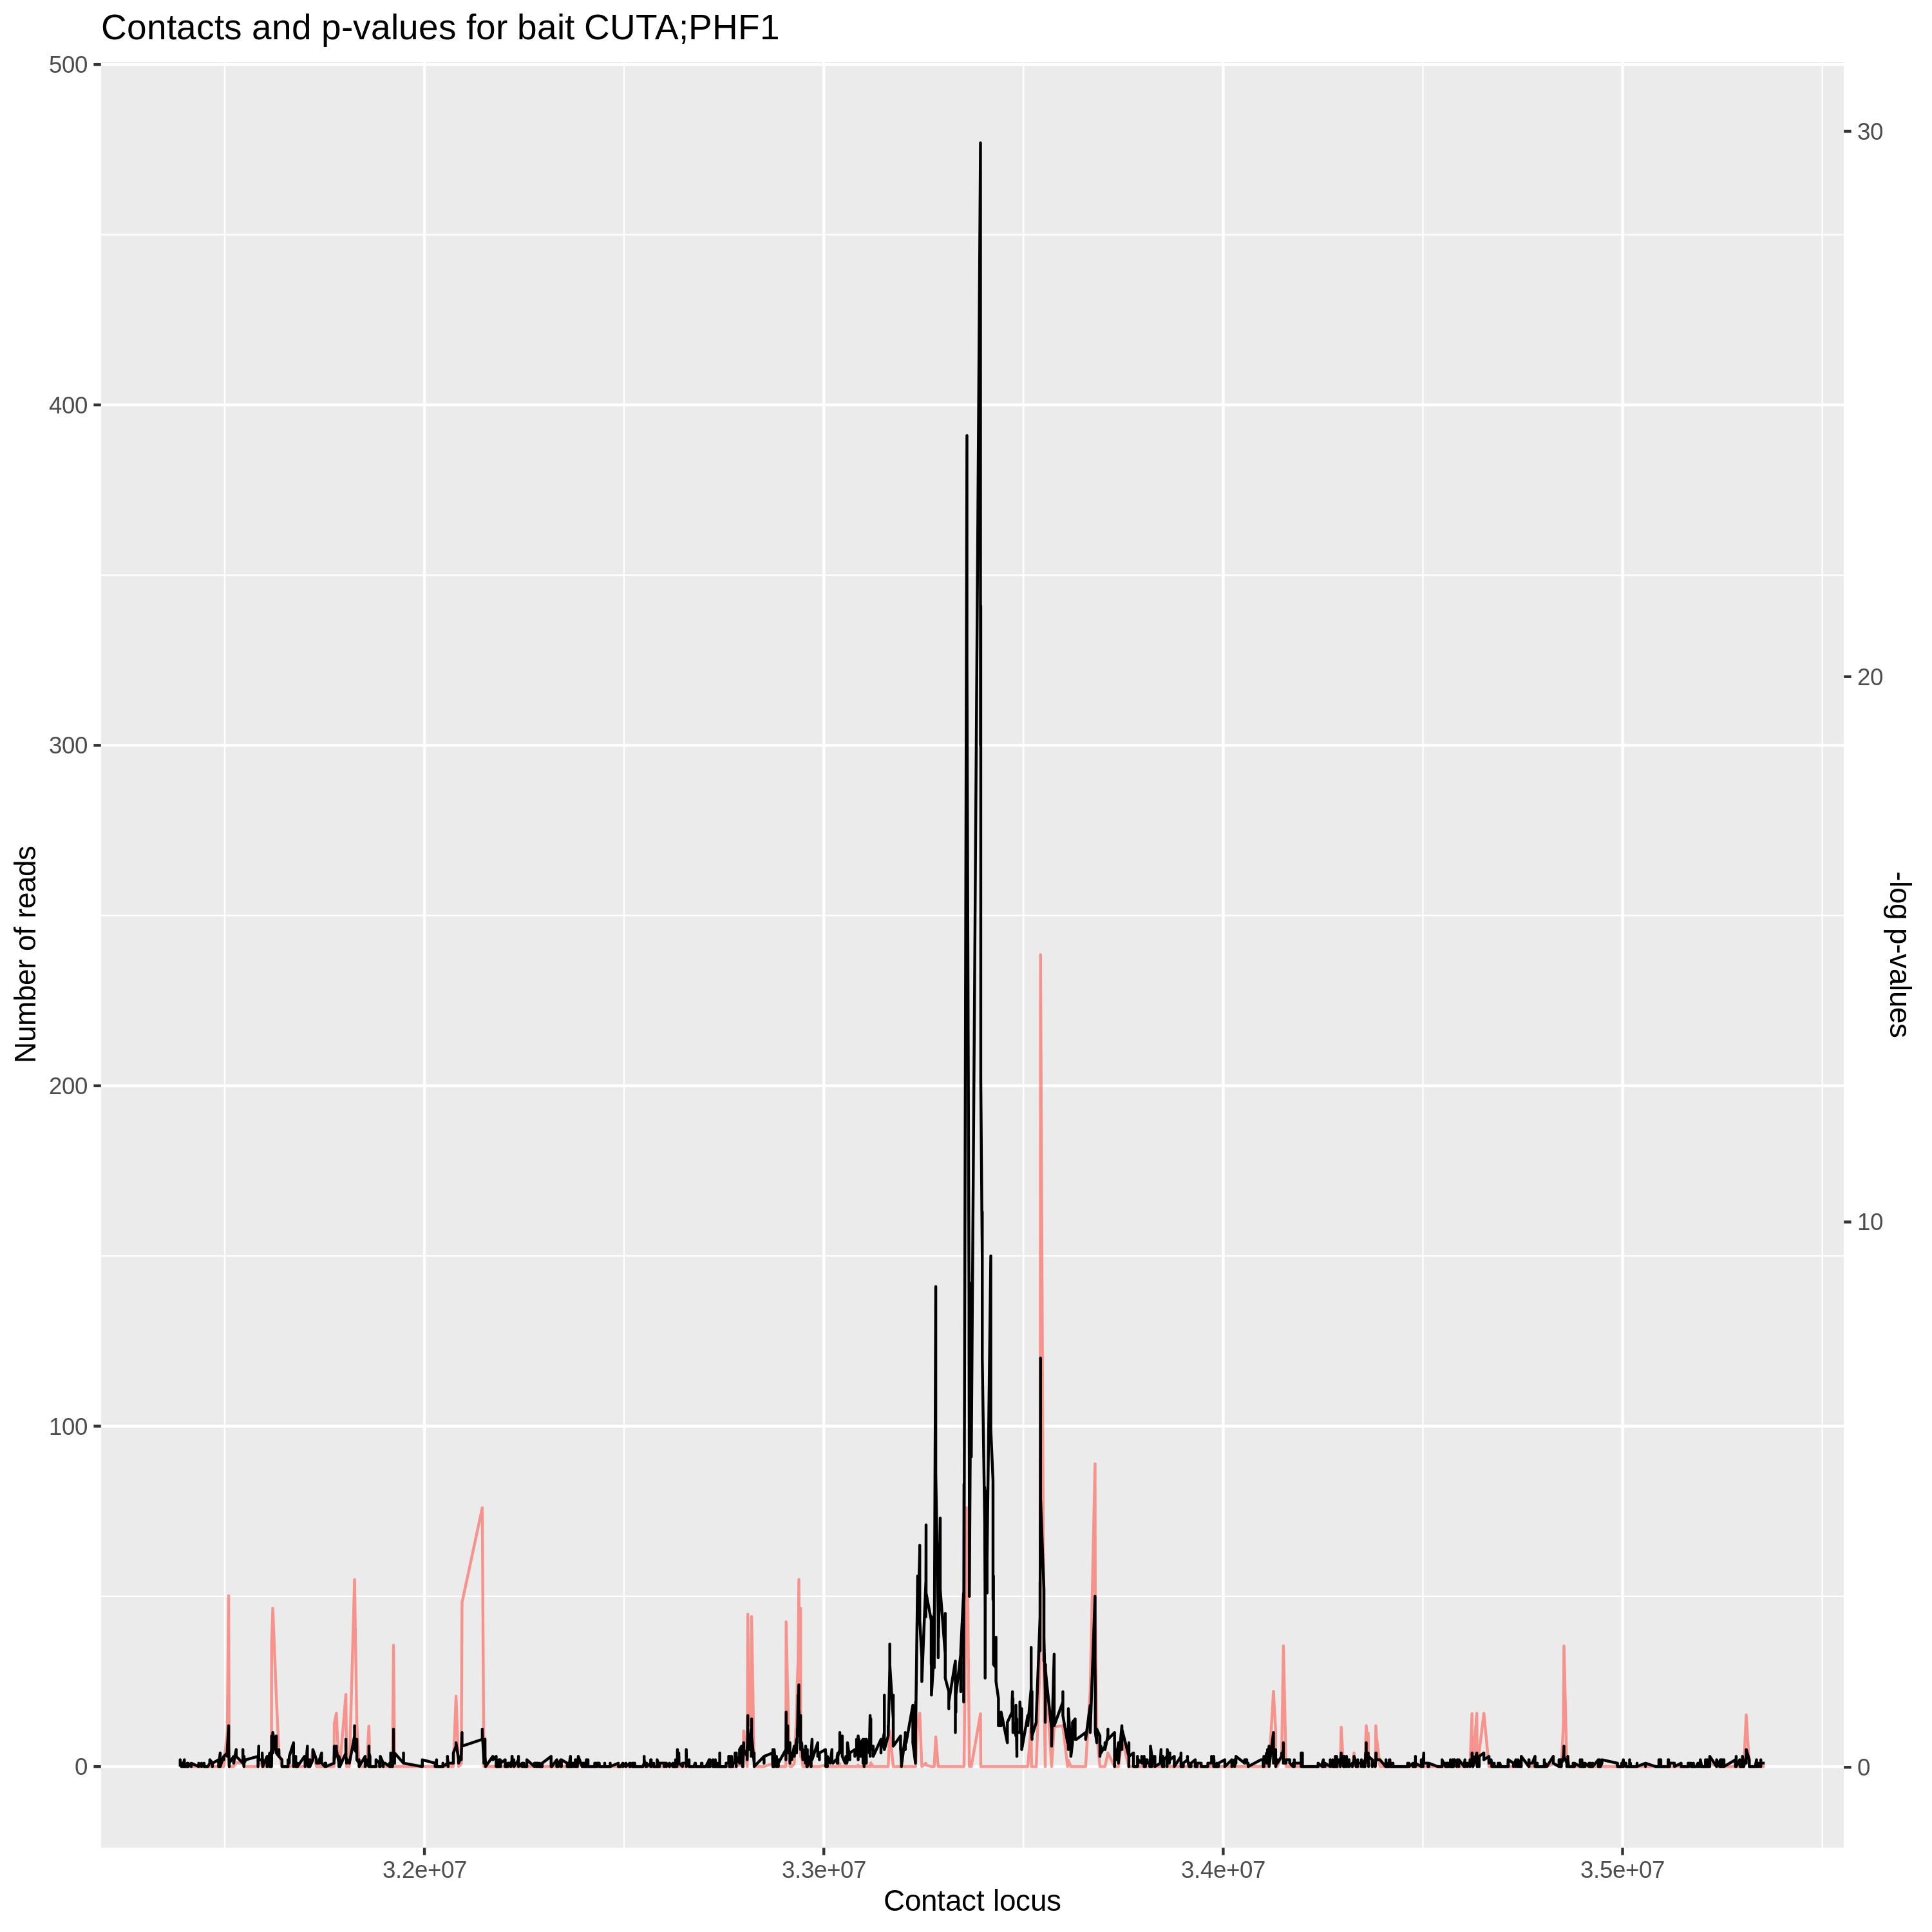 Contacts and p-values for bait CUTA;PHF1
500
400
300
200
100
0
Number of reads
30
20
10
0
-log p-values
3.2e+07
3.3e+07
3.4e+07
3.5e+07
Contact locus